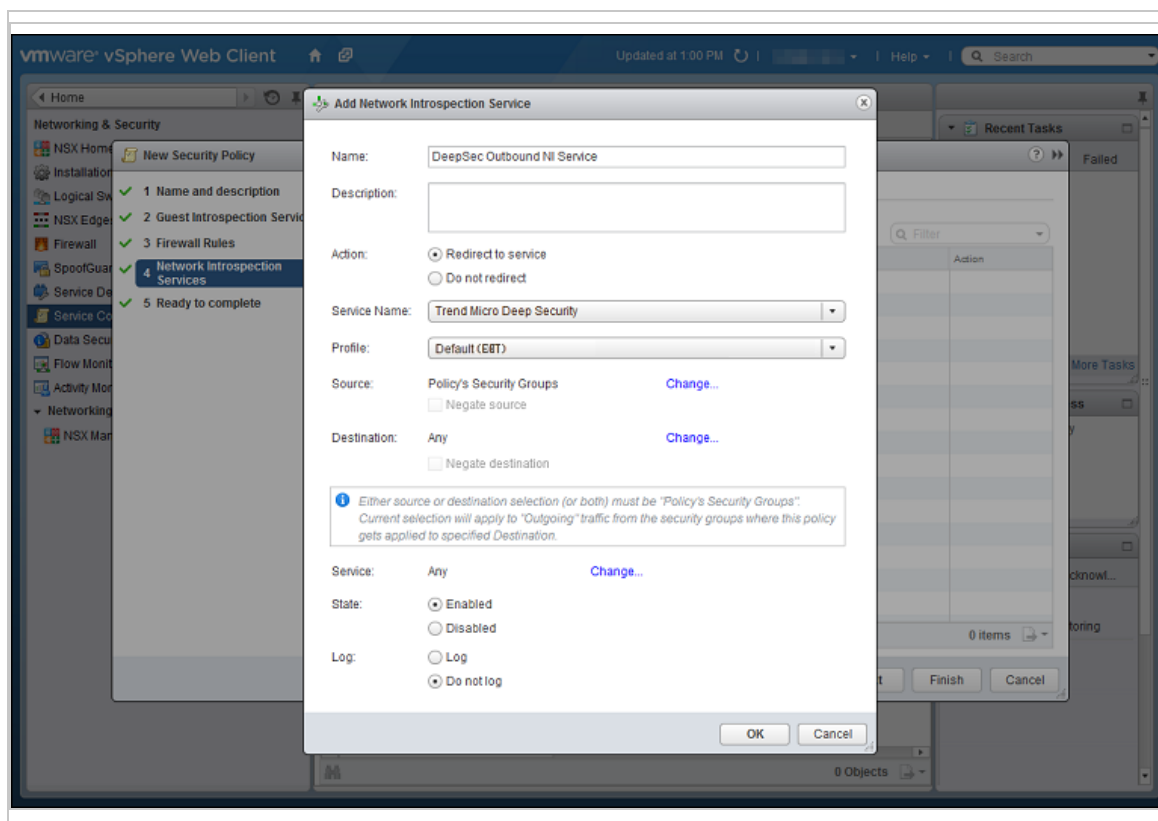 vmware® vSphere Web Client
Updated at 1:00 PM
Help
Search
Home
Networking & Security
NSX Home
Installation
Logical Sw
NSX Edge
Firewall
SpoofGuar
Service De
Service Co
Data Secu
Flow Monit
Activity Mon
Networking
NSX Man
New Security Policy
1 Name and description
2 Guest Introspection Servic
3 Firewall Rules
4 Network Introspection Services
5 Ready to complete
Add Network Introspection Service
Name: DeepSec Outbound NI Service
Description:
Action: Redirect to service
Do not redirect
Service Name: Trend Micro Deep Security
Profile: Default (EBT)
Source: Policy's Security Groups Change...
Negate source
Destination: Any Change...
Negate destination
Either source or destination selection (or both) must be "Policy's Security Groups".
Current selection will apply to "Outgoing" traffic from the security groups where this policy
gets applied to specified Destination.
Service: Any Change...
State: Enabled
Disabled
Log: Log
Do not log
OK Cancel
Filter
Action
0 items
Finish Cancel
0 Objects
Recent Tasks
Failed
More Tasks
ss
cknowl...
toring